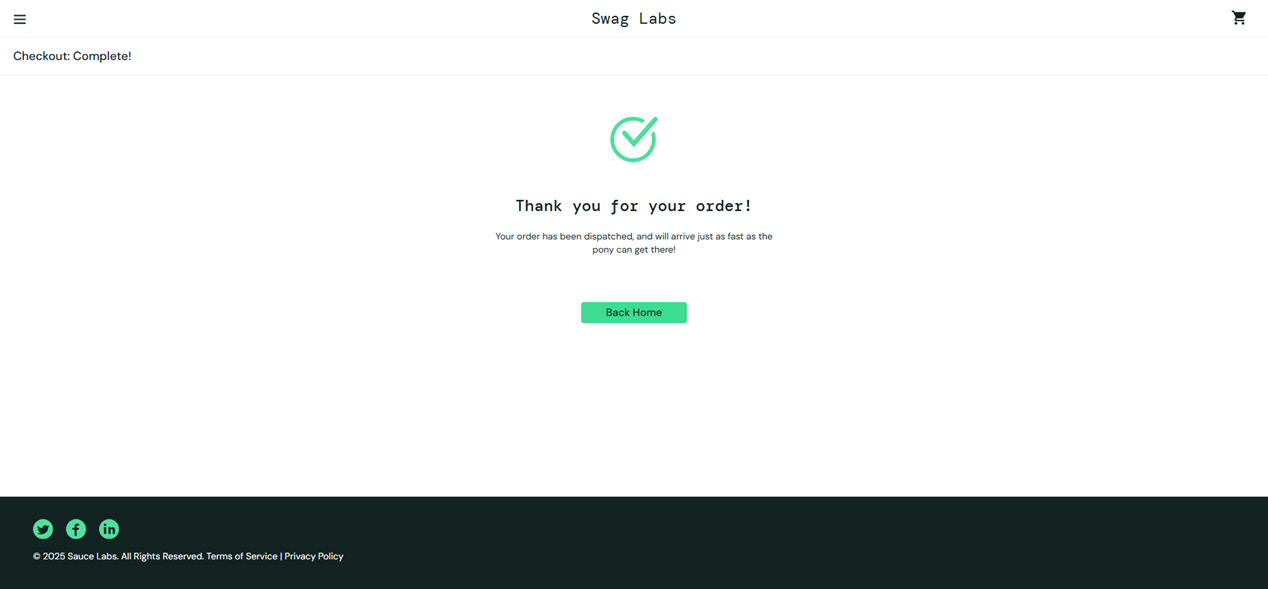 Swag Labs
Checkout: Complete!
Thank you for your order!
Your order has been dispatched, and will arrive just as fast as the
pony can get there!
Back Home
© 2025 Sauce Labs. All Rights Reserved. Terms of Service | Privacy Policy